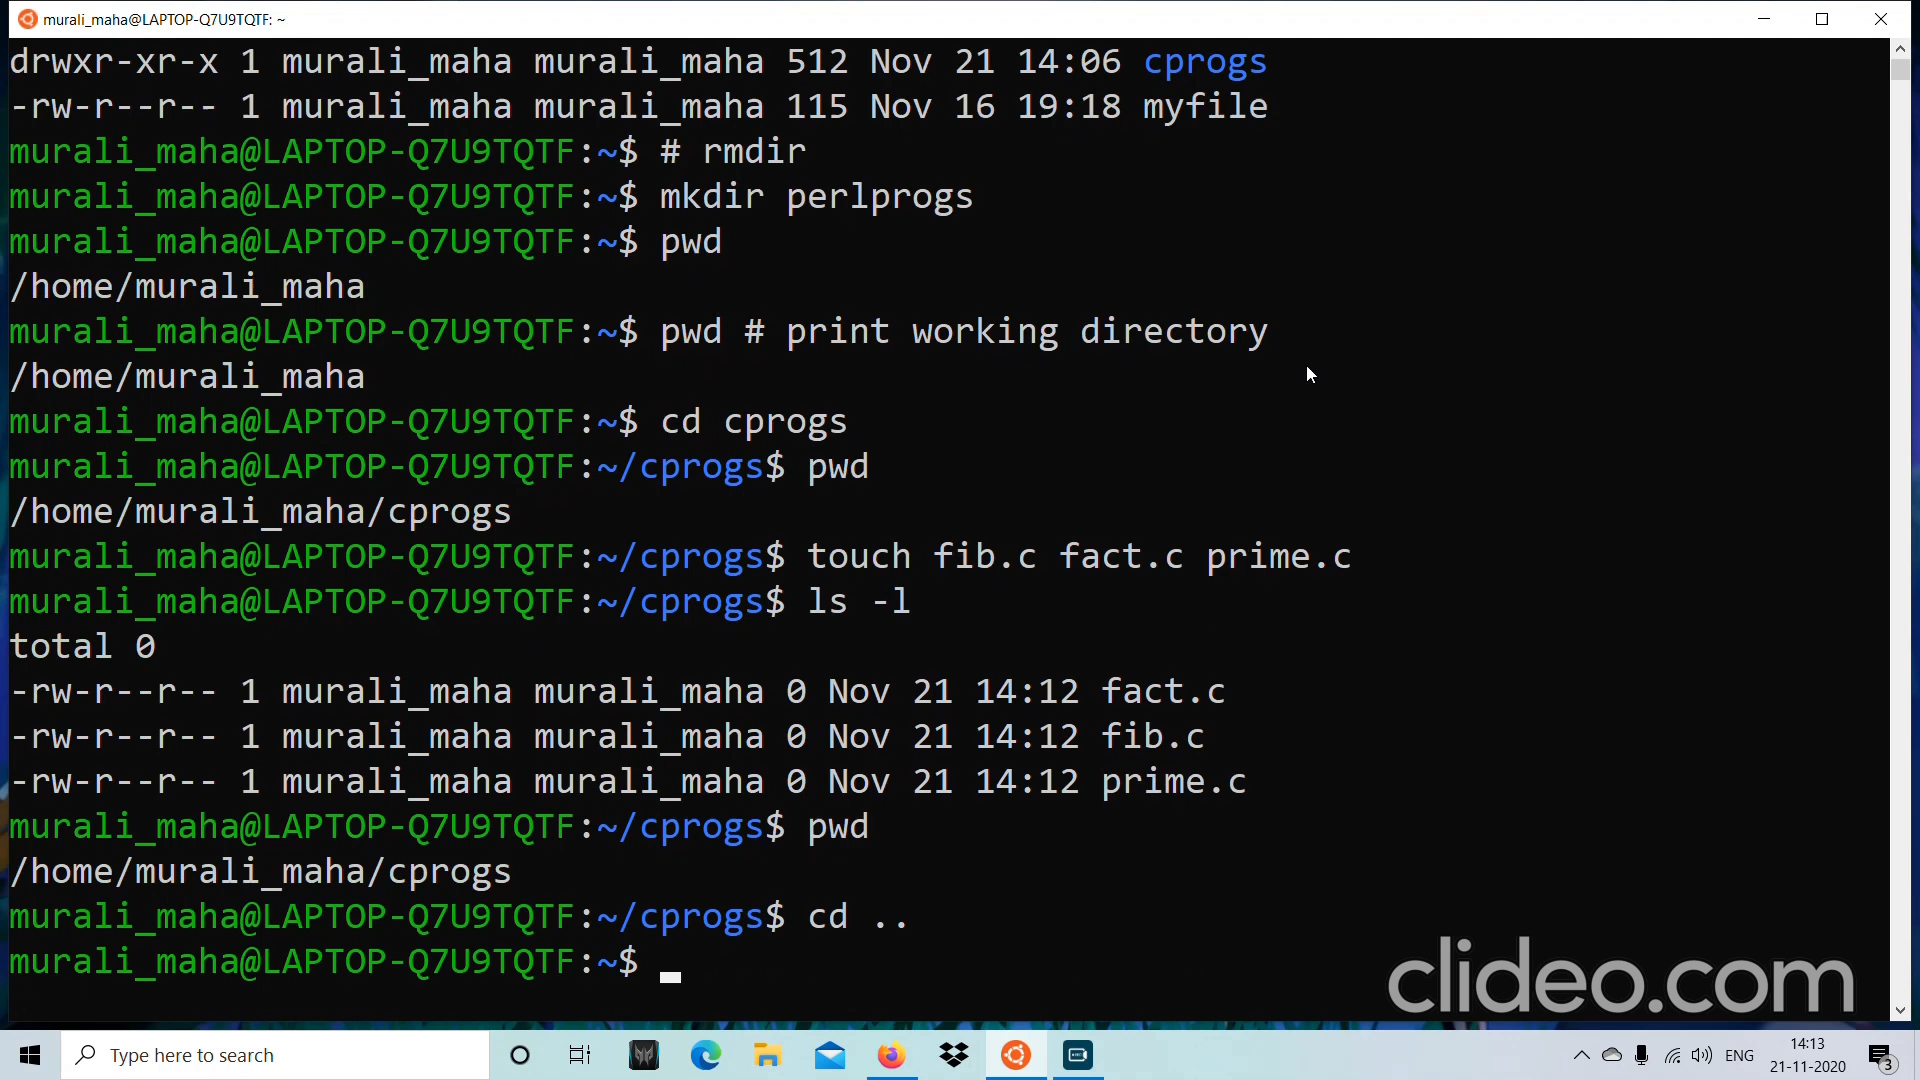 murali_maha@LAPTOP-Q7U9TQTF: ~
drwxr-xr-x 1 murali_maha murali_maha 512 Nov 21 14:06 cprogs
-rw-r--r-- 1 murali_maha murali_maha 115 Nov 16 19:18 myfile
murali_maha@LAPTOP-Q7U9TQTF:~$ # rmdir
murali_maha@LAPTOP-Q7U9TQTF:~$ mkdir perlprogs
murali_maha@LAPTOP-Q7U9TQTF:~$ pwd
/home/murali_maha
murali_maha@LAPTOP-Q7U9TQTF:~$ pwd # print working directory
/home/murali_maha
murali_maha@LAPTOP-Q7U9TQTF:~$ cd cprogs
murali_maha@LAPTOP-Q7U9TQTF:~/cprogs$ pwd
/home/murali_maha/cprogs
murali_maha@LAPTOP-Q7U9TQTF:~/cprogs$ touch fib.c fact.c prime.c
murali_maha@LAPTOP-Q7U9TQTF:~/cprogs$ ls -l
total 0
-rw-r--r-- 1 murali_maha murali_maha 0 Nov 21 14:12 fact.c
-rw-r--r-- 1 murali_maha murali_maha 0 Nov 21 14:12 fib.c
-rw-r--r-- 1 murali_maha murali_maha 0 Nov 21 14:12 prime.c
murali_maha@LAPTOP-Q7U9TQTF:~/cprogs$ pwd
/home/murali_maha/cprogs
murali_maha@LAPTOP-Q7U9TQTF:~/cprogs$ cd ..
murali_maha@LAPTOP-Q7U9TQTF:~$
clideo.com
Type here to search
ENG
14:13
21-11-2020
3